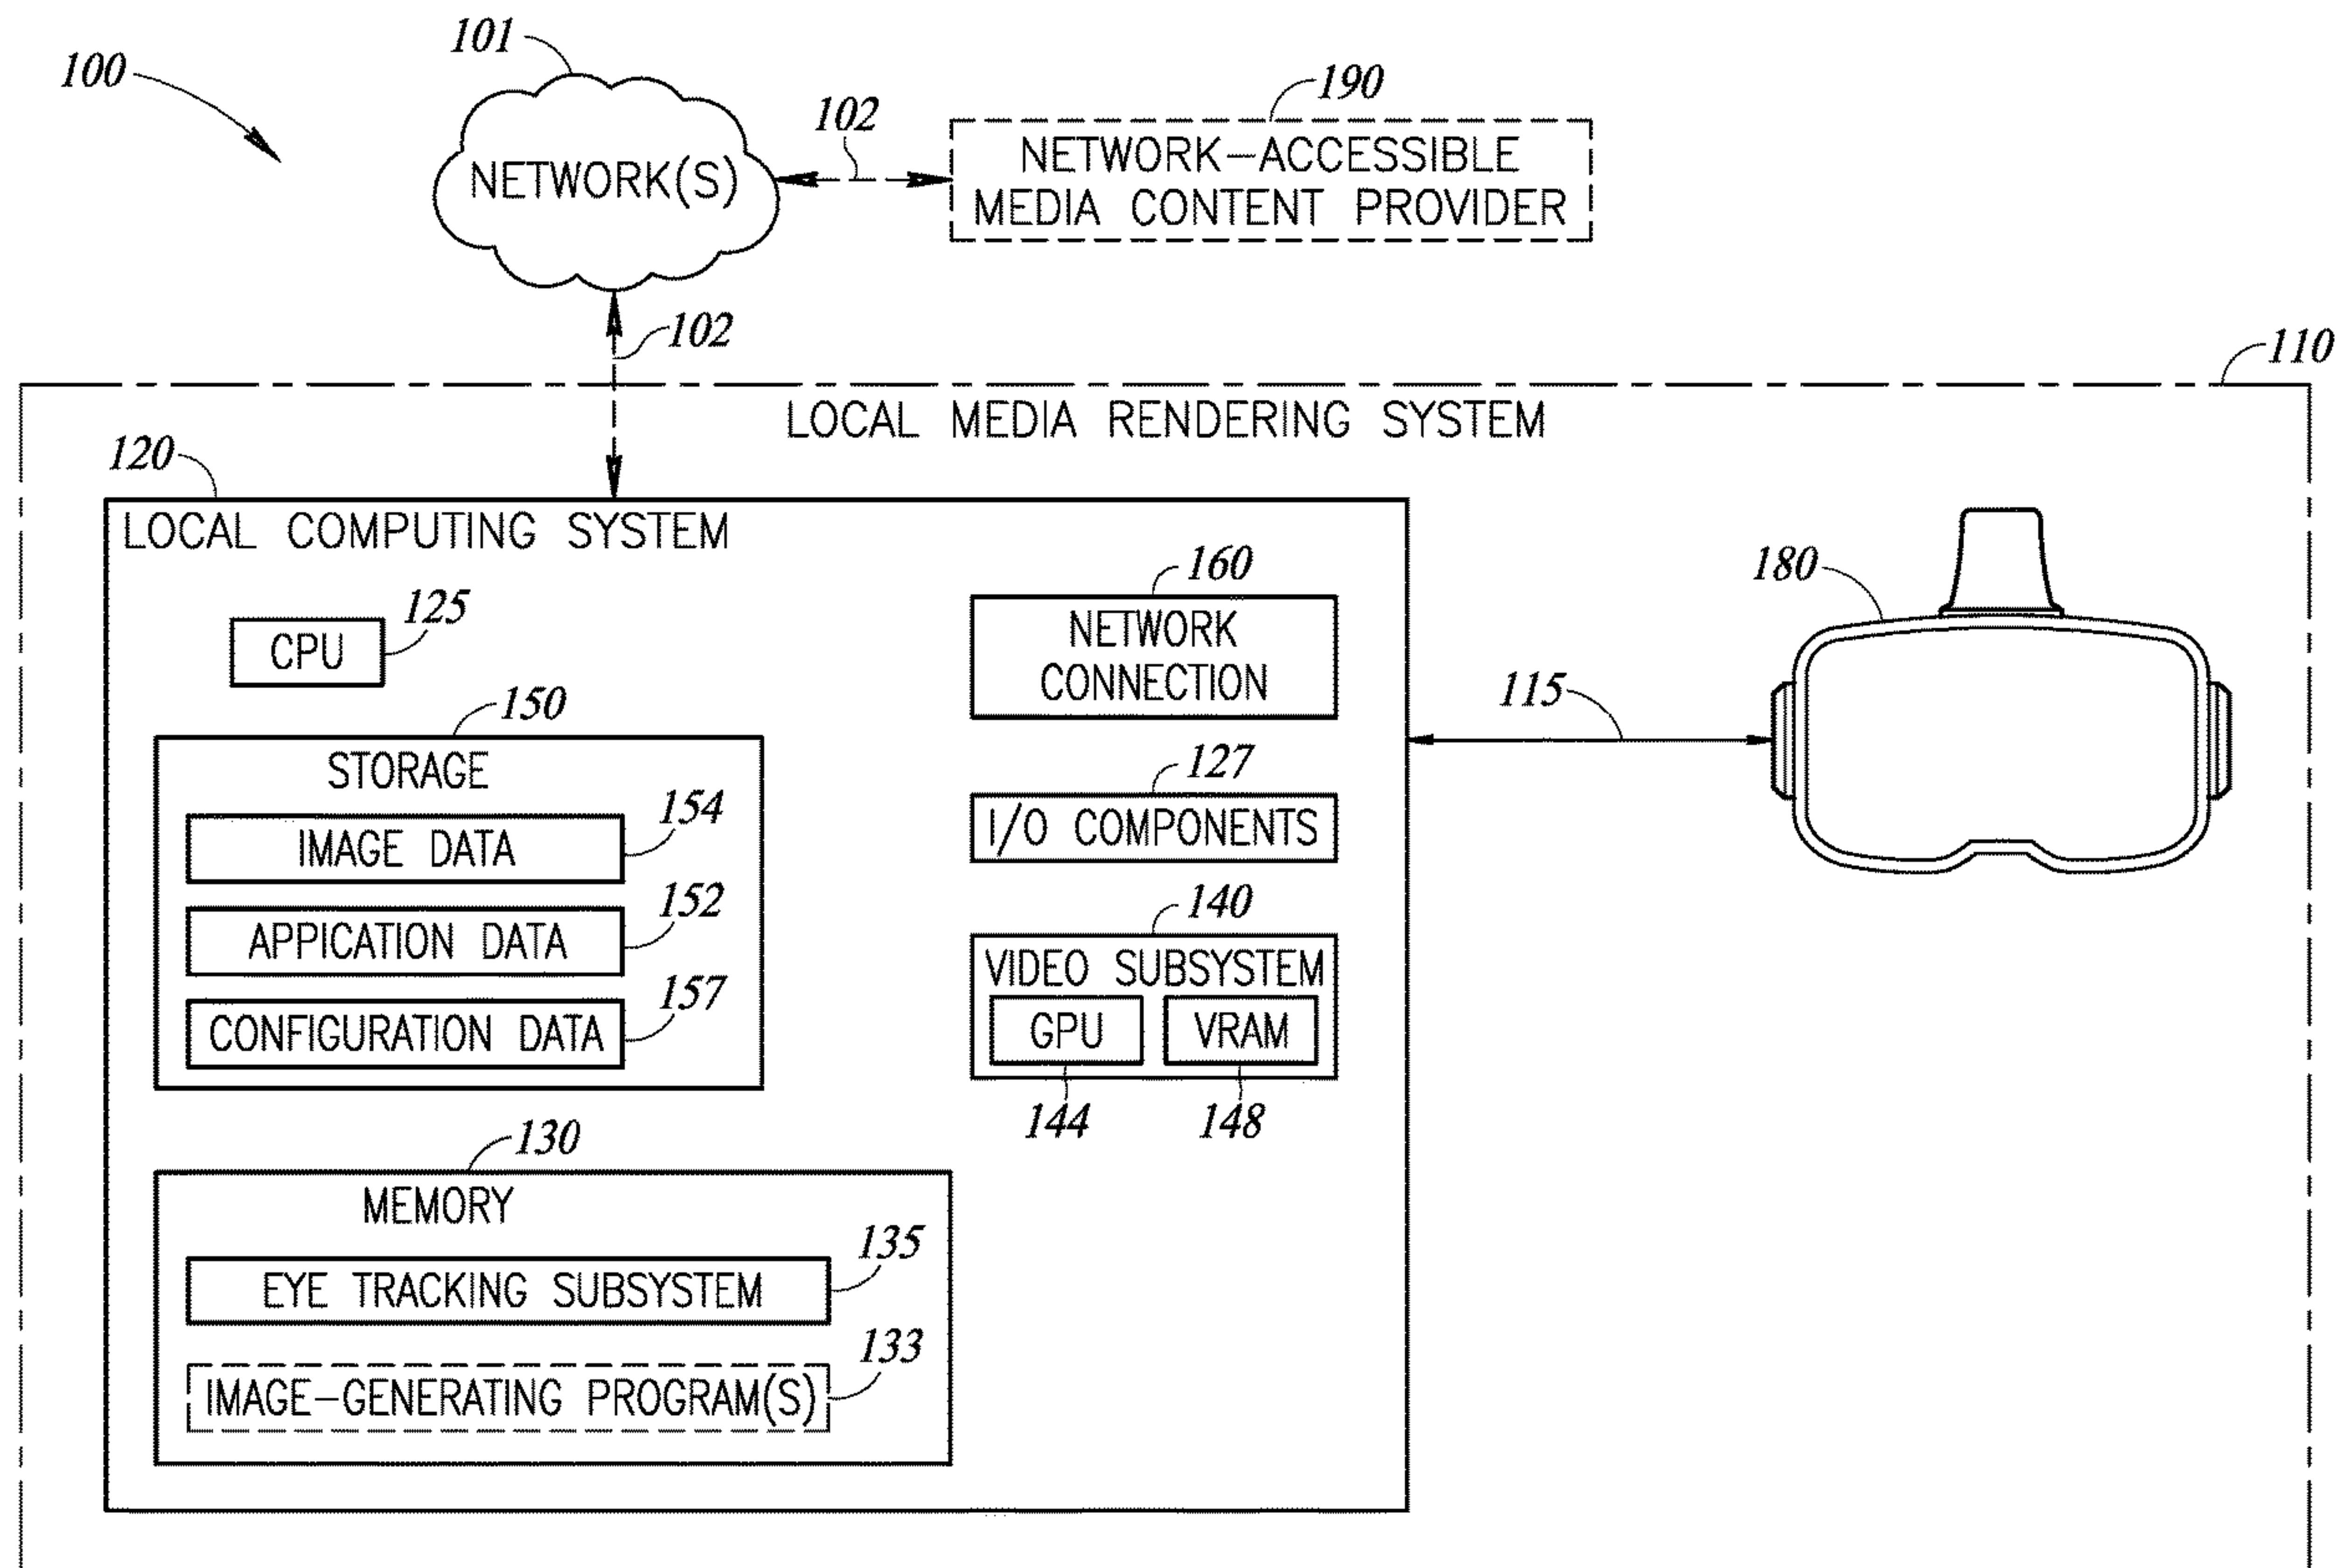 101
100
190
102
NETWORK(S)
NETWORK-ACCESSIBLE
MEDIA CONTENT PROVIDER
102
110
LOCAL MEDIA RENDERING SYSTEM
120
LOCAL COMPUTING SYSTEM
160
180
125
CPU
NETWORK
CONNECTION
115
150
STORAGE
127
154
I/O COMPONENTS
IMAGE DATA
152
140
APPICATION DATA
VIDEO SUBSYSTEM
157
CONFIGURATION DATA
GPU
VRAM
144
148
130
MEMORY
135
EYE TRACKING SUBSYSTEM
133
IMAGE-GENERATING PROGRAM(S)